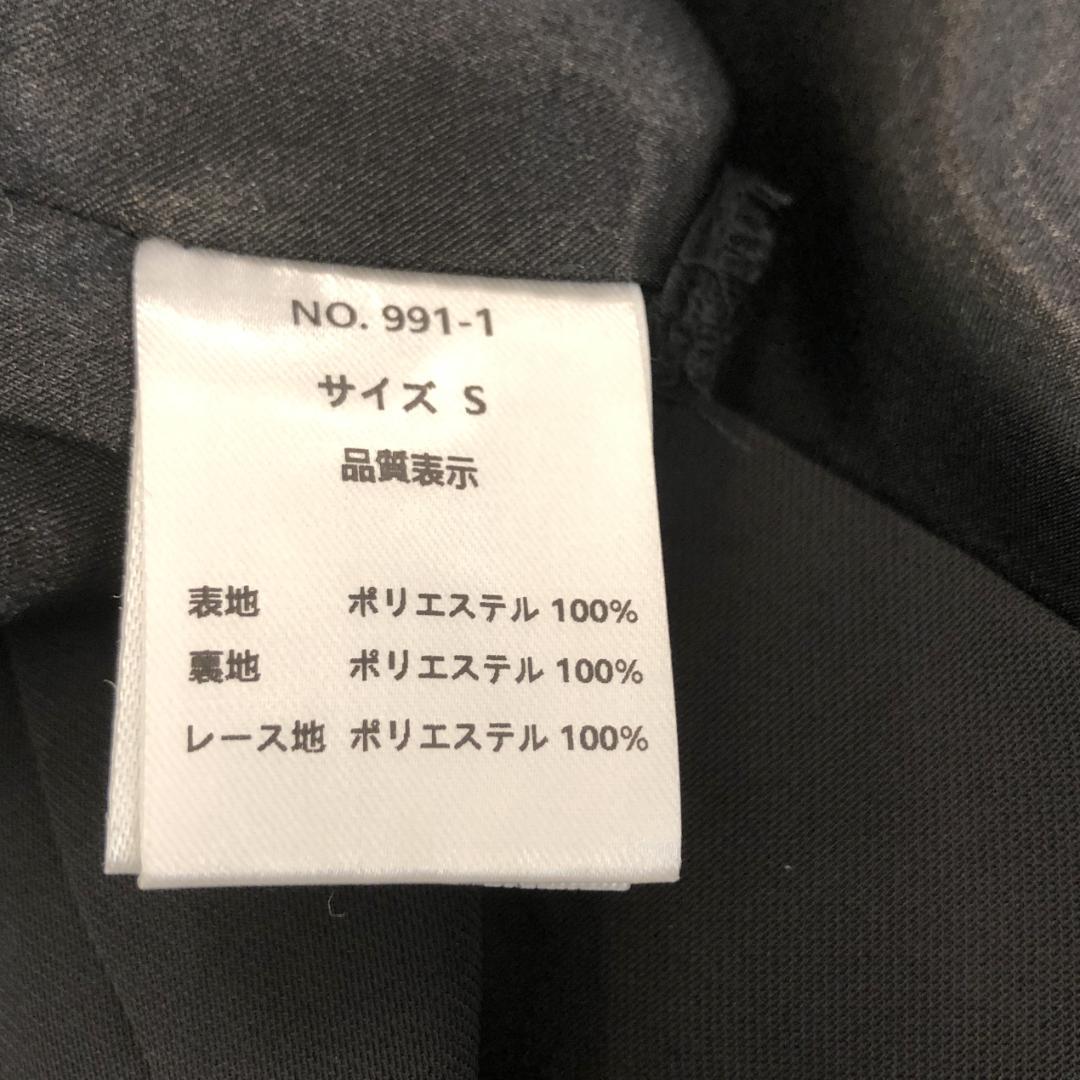 NO. 991-1
サイズ S
品質表示
表地 ポリエステル 100%
裏地 ポリエステル 100%
レース地 ポリエステル 100%